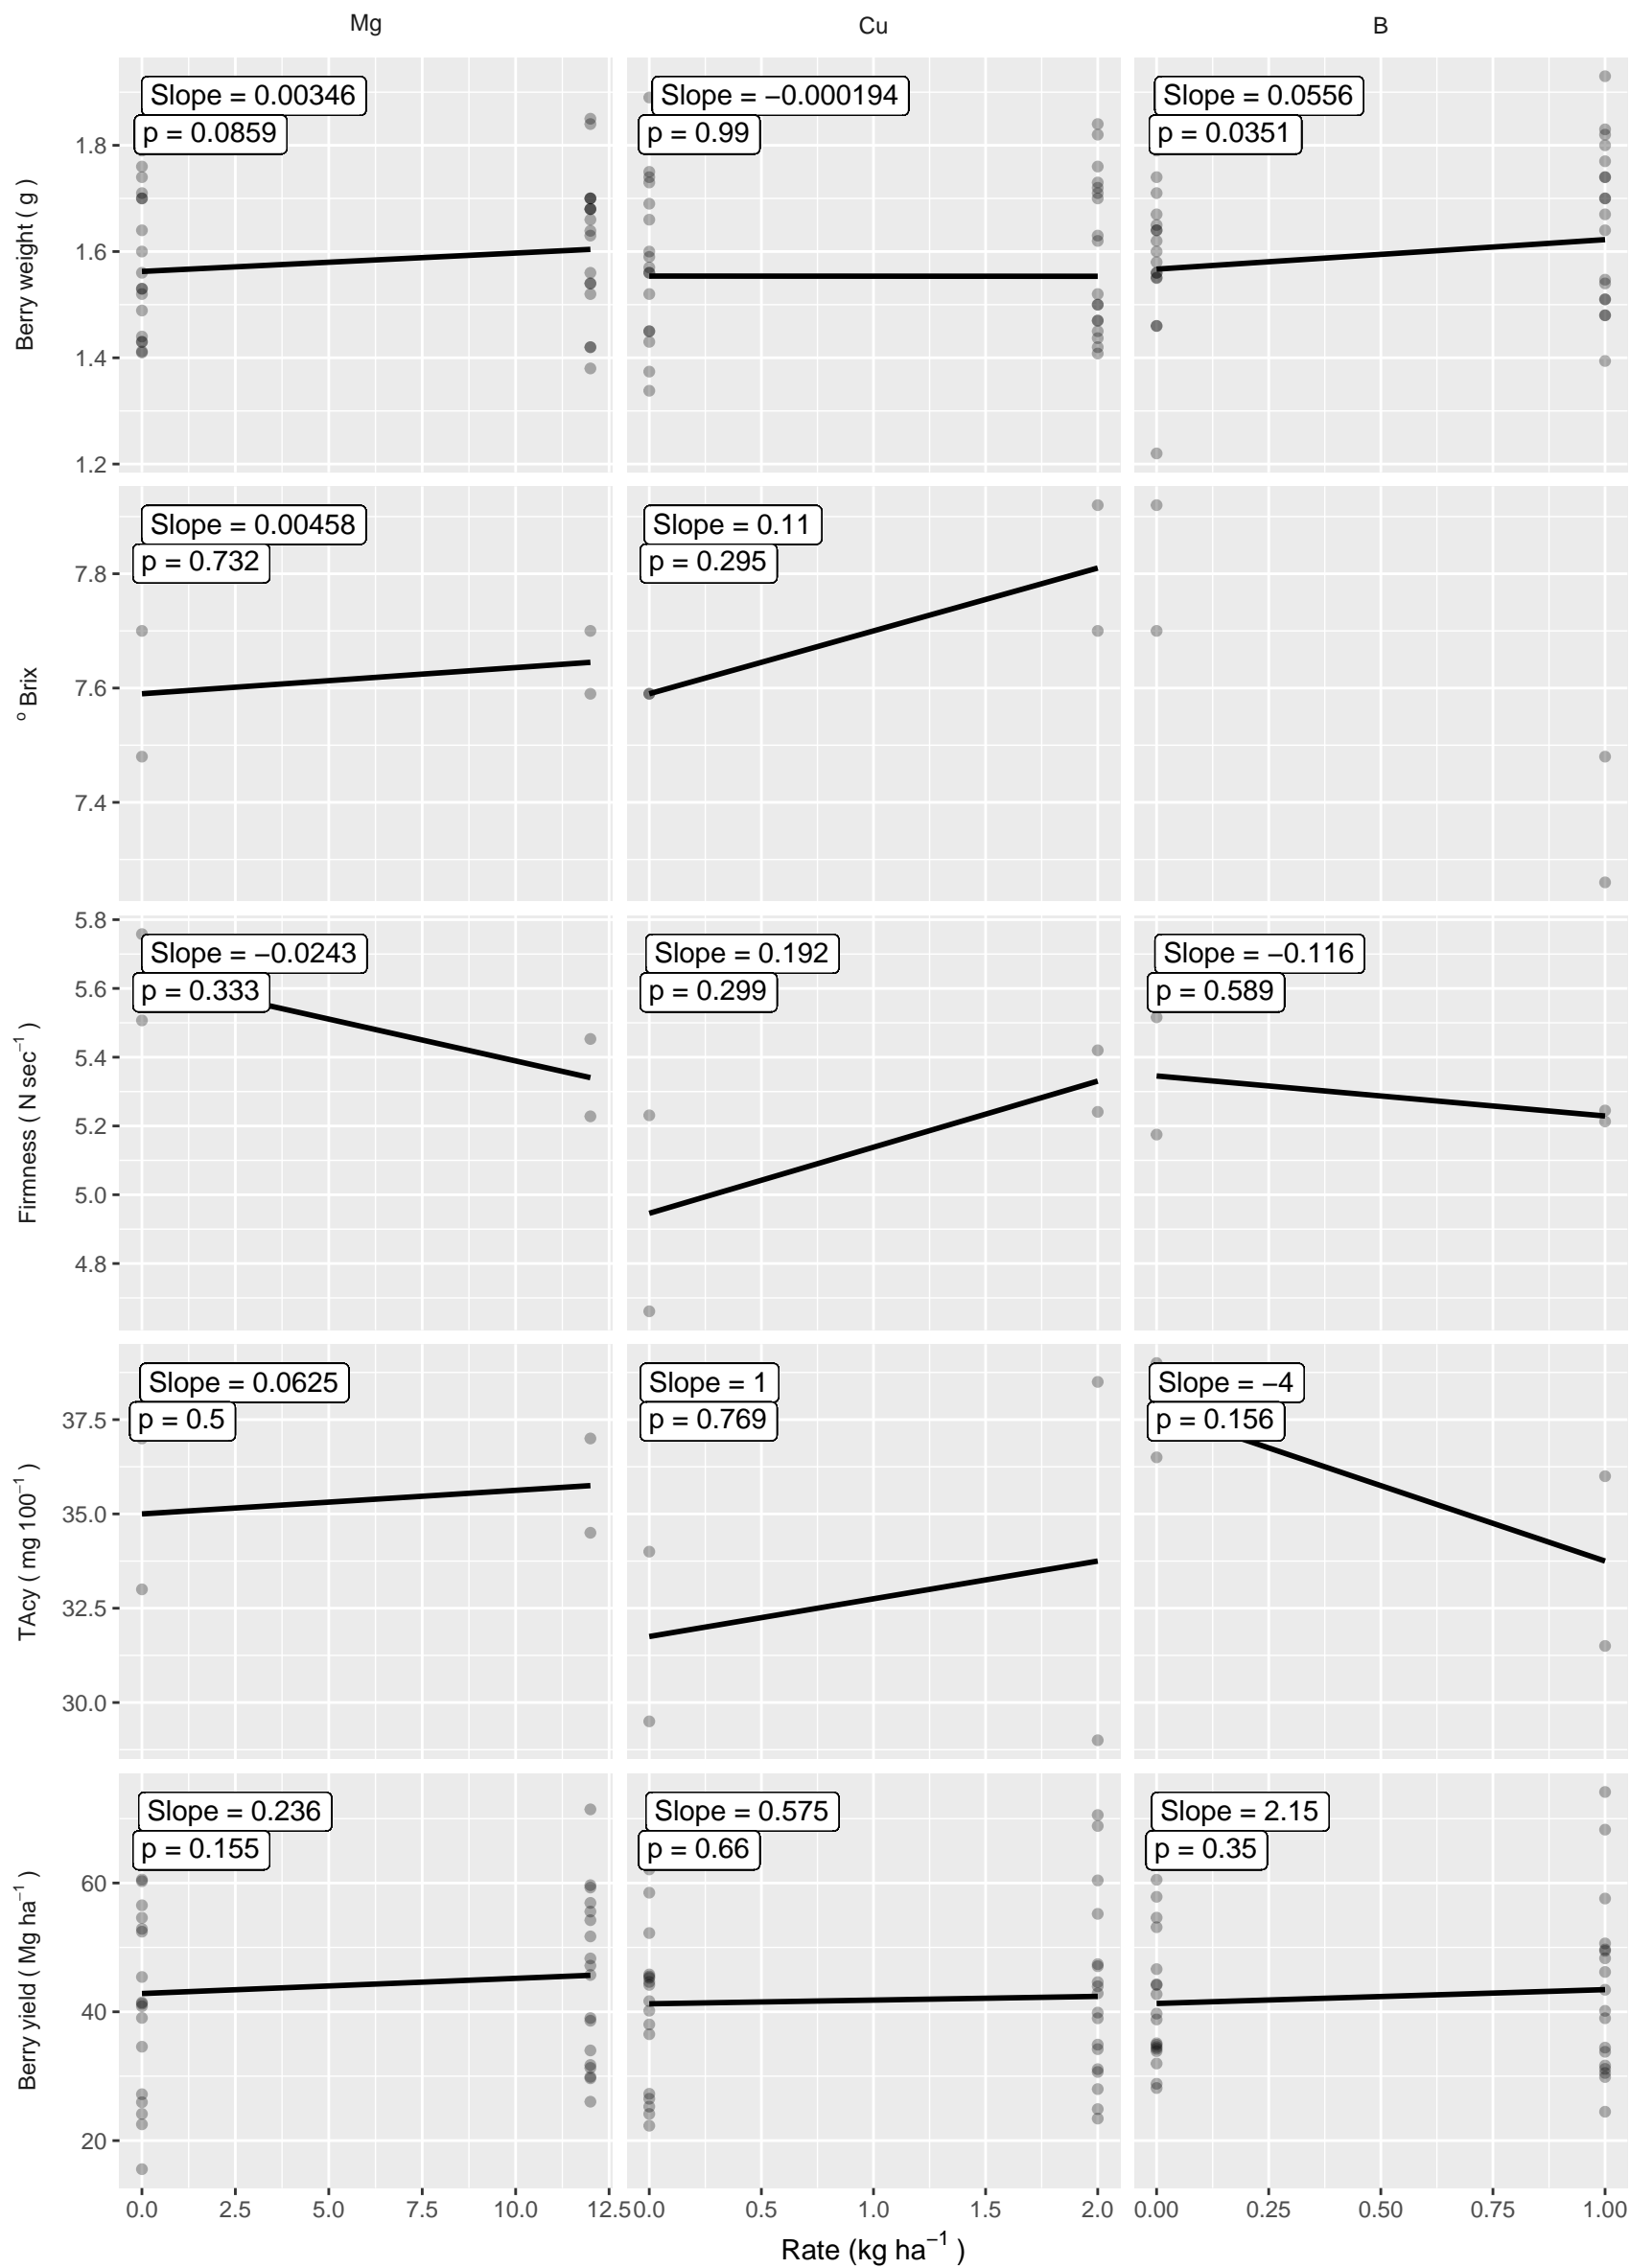 Mg Cu B
Berry weight ( g )
1.8
1.6
1.4
1.2
Slope = 0.00346
p = 0.0859
Slope = −0.000194
p = 0.99
Slope = 0.0556
p = 0.0351
º Brix
7.8
7.6
7.4
Slope = 0.00458
p = 0.732
Slope = 0.11
p = 0.295
Firmness ( N sec⁻¹ )
5.8
5.6
5.4
5.2
5.0
4.8
Slope = −0.0243
p = 0.333
Slope = 0.192
p = 0.299
Slope = −0.116
p = 0.589
TAcy ( mg 100⁻¹ )
37.5
35.0
32.5
30.0
Slope = 0.0625
p = 0.5
Slope = 1
p = 0.769
Slope = −4
p = 0.156
Berry yield ( Mg ha⁻¹ )
60
40
20
Slope = 0.236
p = 0.155
Slope = 0.575
p = 0.66
Slope = 2.15
p = 0.35
0.0 2.5 5.0 7.5 10.0 12.5 0.0 0.5 1.0 1.5 2.0 0.00 0.25 0.50 0.75 1.00
Rate (kg ha⁻¹ )